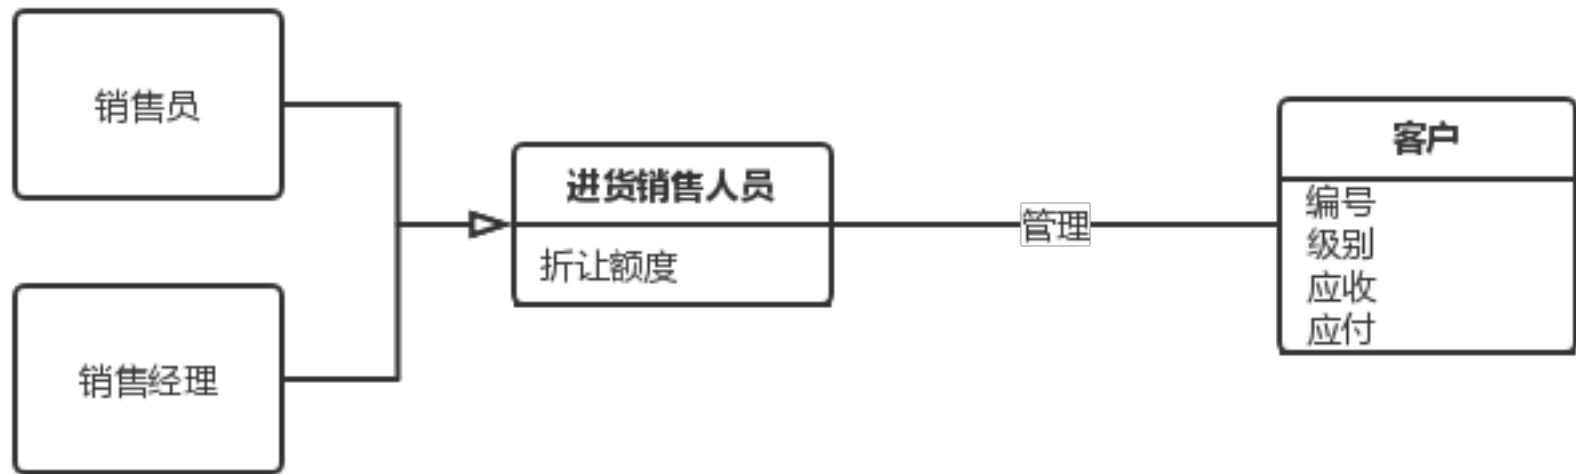 销售员
销售经理
进货销售人员
折让额度
管理
客户
编号
级别
应收
应付